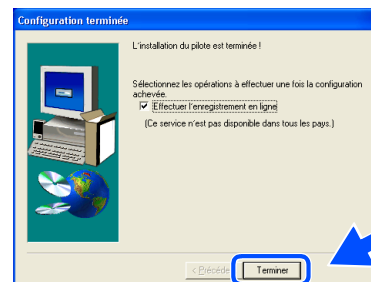 Configuration terminée
L'installation du pilote est terminée !
Sélectionnez les opérations à effectuer une fois la configuration
achevée.
Effectuer l'enregistrement en ligne
(Ce service n'est pas disponible dans tous les pays.)
< Précéde
Terminer